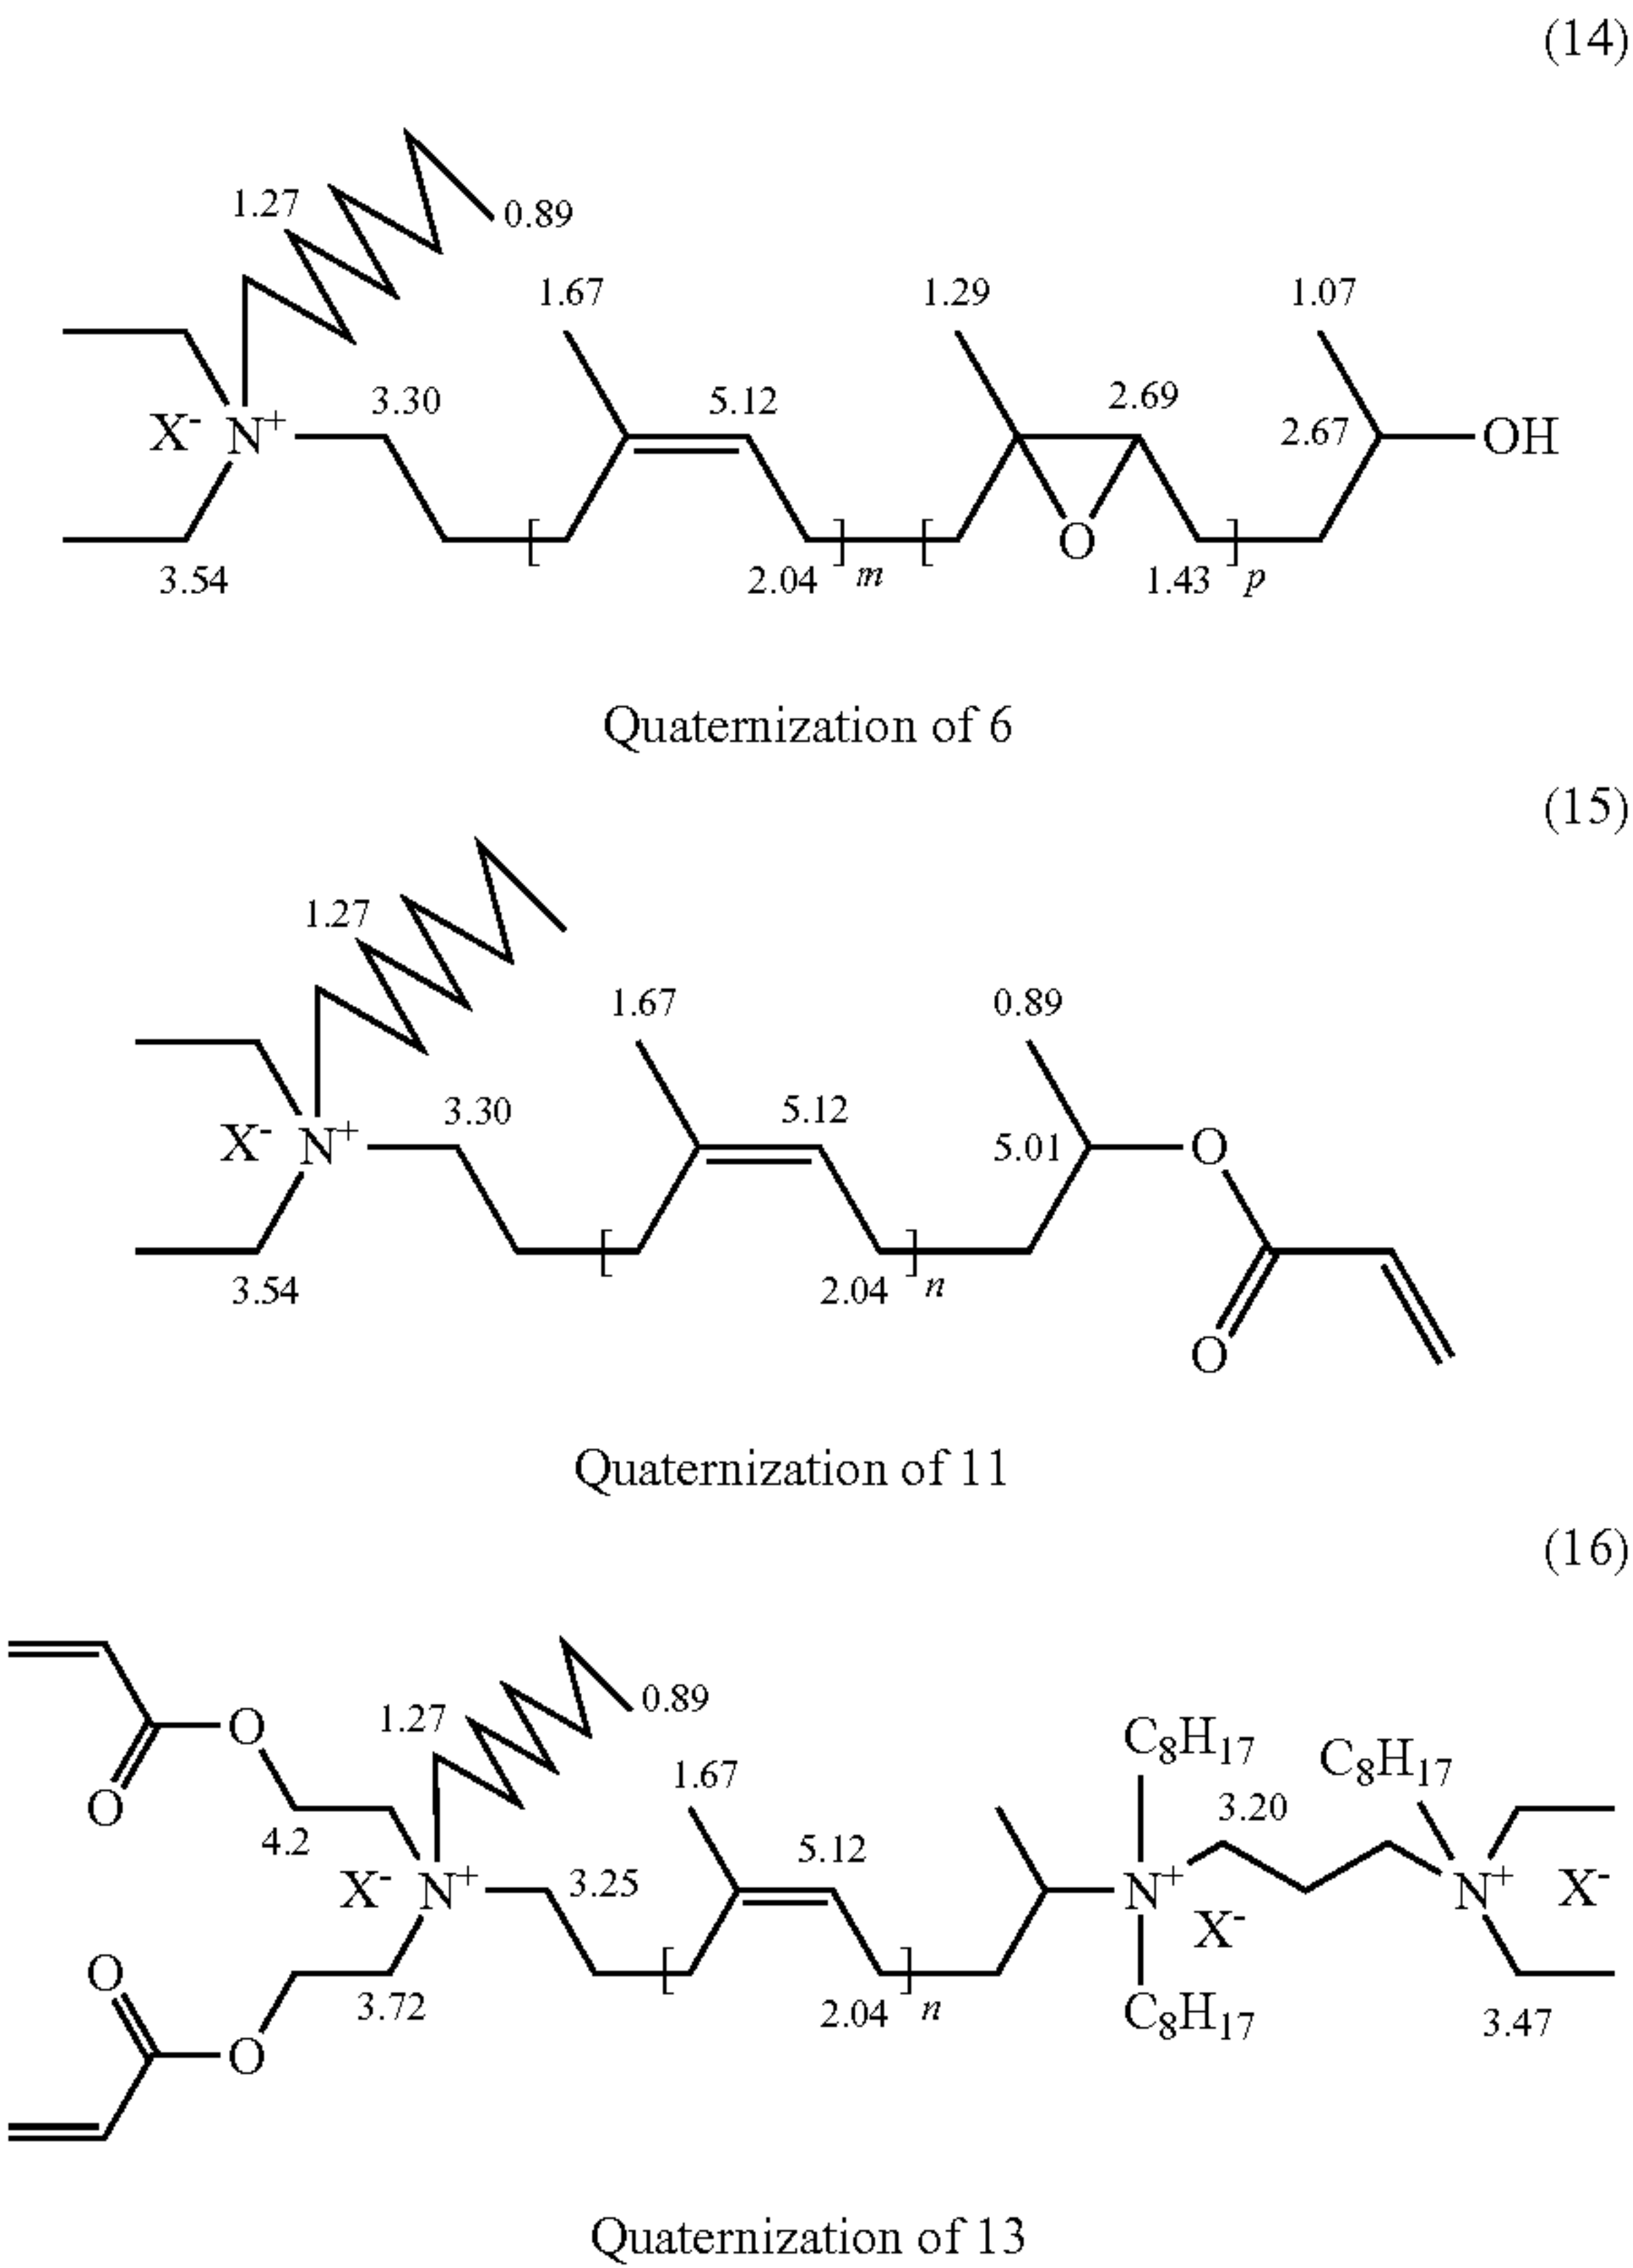 (14)
1.27
0.89
1.67
1.29
1.07
3.30
5.12
2.69
X- N+
2.67
OH
[ ] m [ O ] p
3.54
2.04
1.43
Quaternization of 6
(15)
1.27
1.67
0.89
3.30
5.12
X- N+
5.01
O
[ ] n
3.54
2.04
O
Quaternization of 11
(16)
1.27
0.89
O
C8H17
C8H17
1.67
3.20
O
4.2
5.12
X- N+
3.25
N+
N+
X-
X-
O
[ ] n
3.72
2.04
C8H17
3.47
O
Quaternization of 13